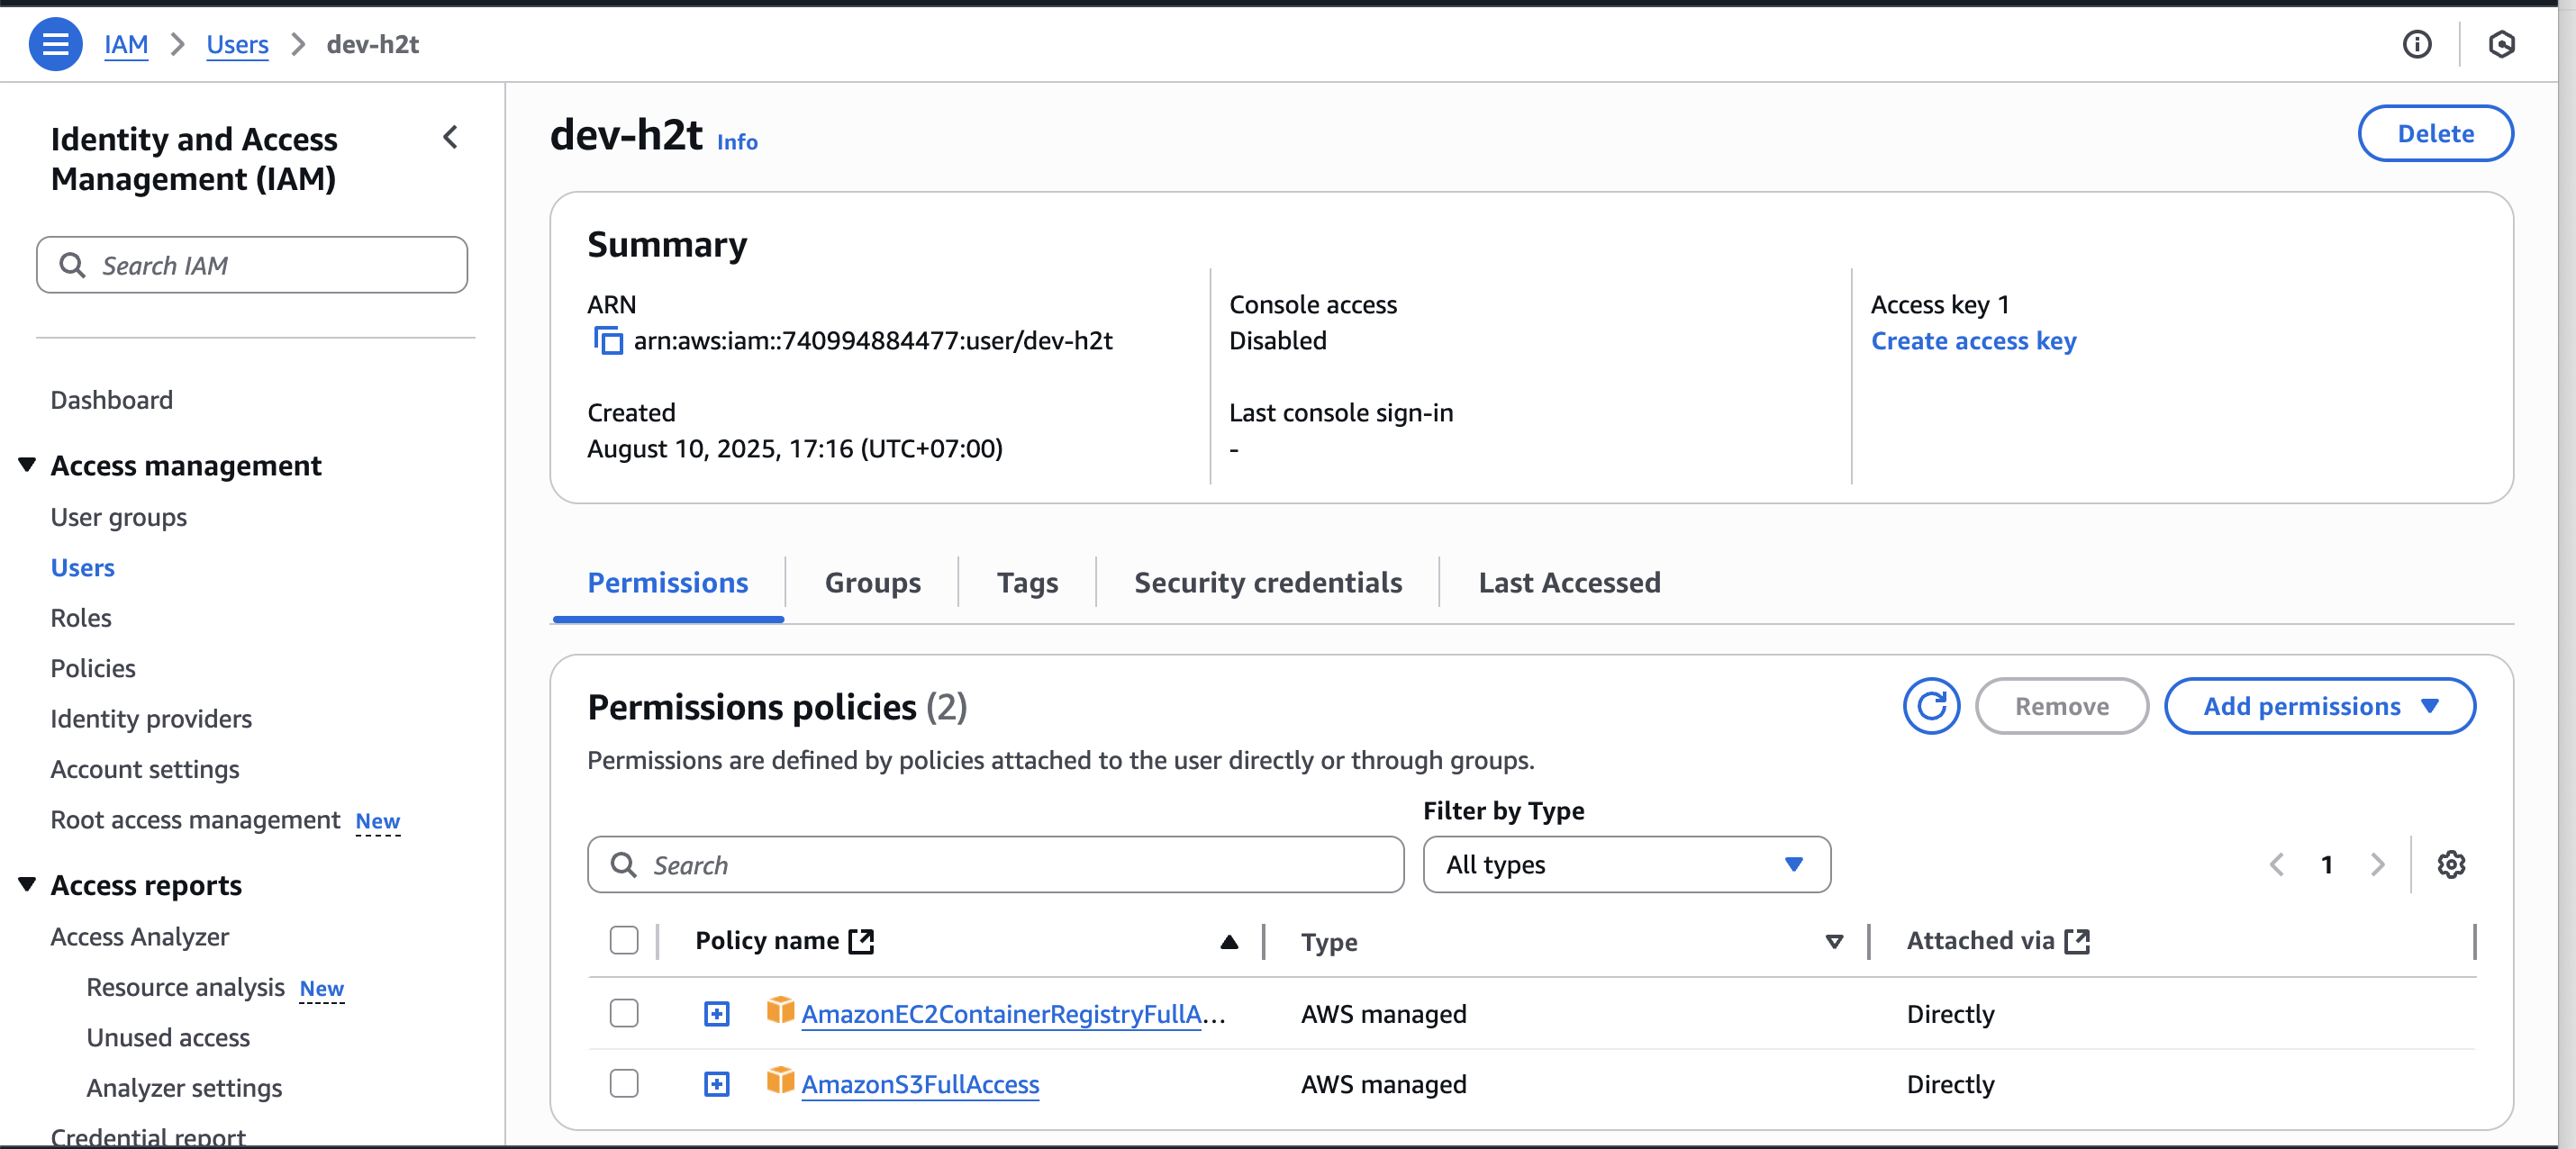 IAM > Users > dev-h2t
Identity and Access
Management (IAM)
Search IAM
Dashboard
Access management
User groups
Users
Roles
Policies
Identity providers
Account settings
Root access management New
Access reports
Access Analyzer
Resource analysis New
Unused access
Analyzer settings
Credential report
dev-h2t Info
Delete
Summary
ARN
arn:aws:iam::740994884477:user/dev-h2t
Created
August 10, 2025, 17:16 (UTC+07:00)
Console access
Disabled
Last console sign-in
-
Access key 1
Create access key
Permissions
Groups
Tags
Security credentials
Last Accessed
Permissions policies (2)
Remove
Add permissions
Permissions are defined by policies attached to the user directly or through groups.
Filter by Type
Search
All types
1
Policy name Type Attached via
AmazonEC2ContainerRegistryFullA... AWS managed Directly
AmazonS3FullAccess AWS managed Directly